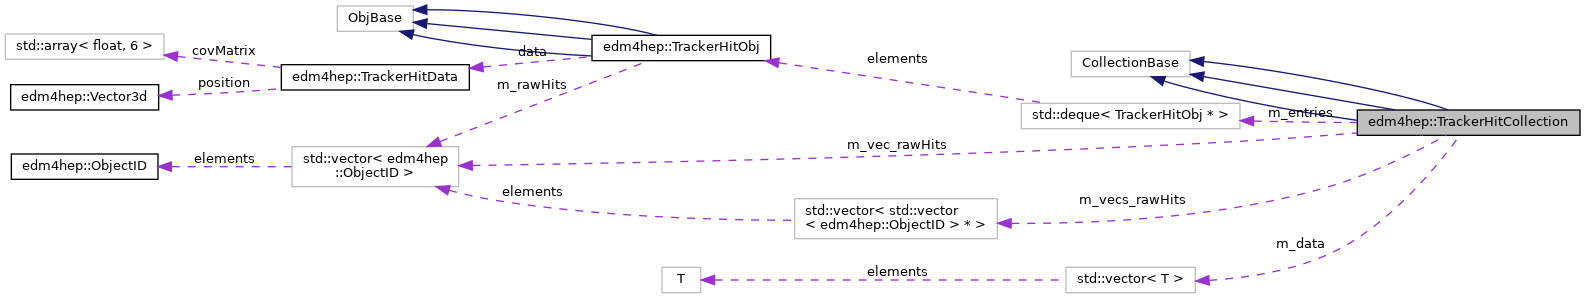 ObjBase
std::array< float, 6 >
covMatrix
data
edm4hep::TrackerHitObj
elements
CollectionBase
edm4hep::TrackerHitData
position
m_rawHits
edm4hep::Vector3d
std::deque< TrackerHitObj * >
m_entries
edm4hep::TrackerHitCollection
m_vec_rawHits
edm4hep::ObjectID
elements
std::vector< edm4hep
::ObjectID >
elements
m_vecs_rawHits
std::vector< std::vector
< edm4hep::ObjectID > * >
m_data
T
elements
std::vector< T >